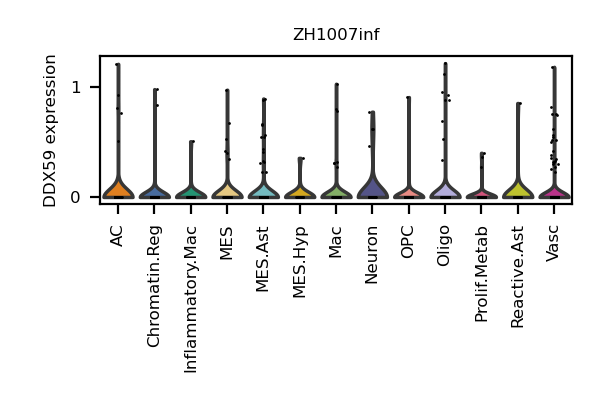 ZH1007inf
DDX59 expression
1
0
AC
Chromatin.Reg
Inflammatory.Mac
MES
MES.Ast
MES.Hyp
Mac
Neuron
OPC
Oligo
Prolif.Metab
Reactive.Ast
Vasc